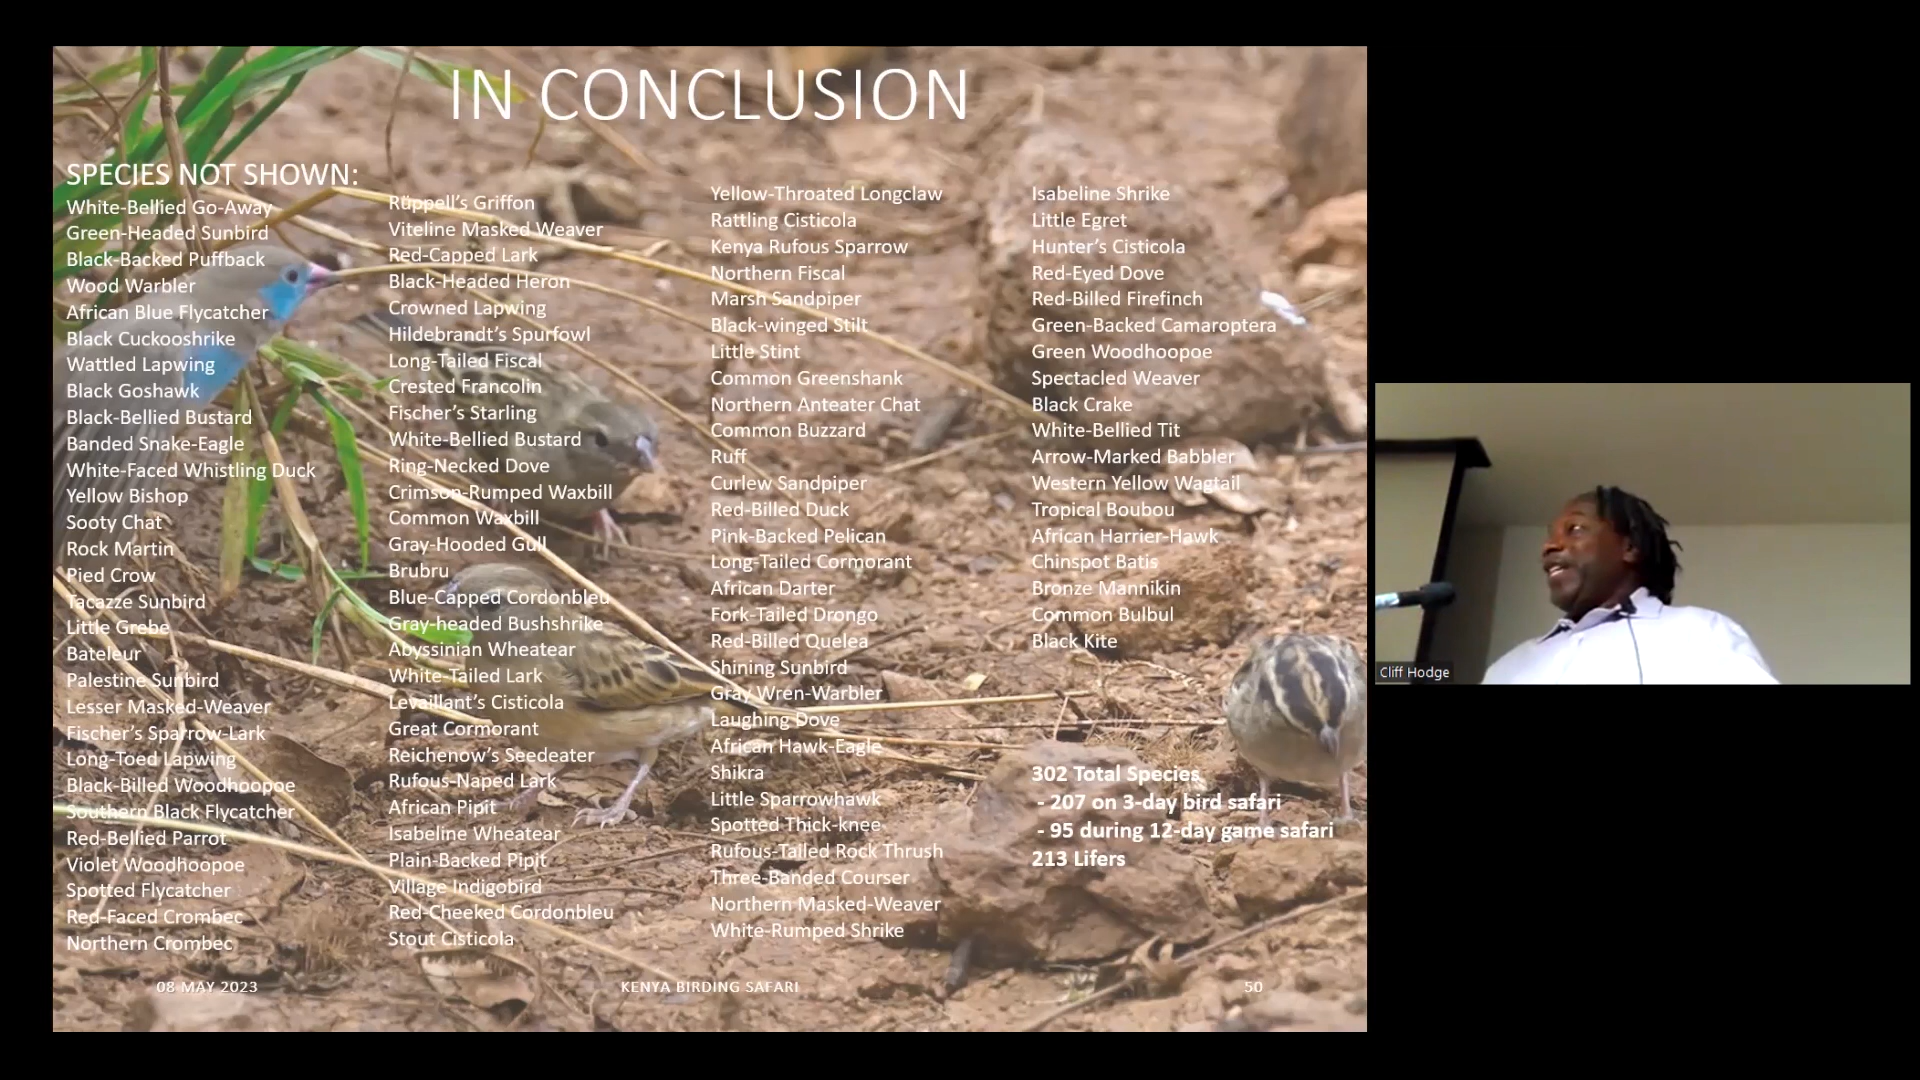 IN CONCLUSION
SPECIES NOT SHOWN:
White-Bellied Go-Away
Green-Headed Sunbird
Black-Backed Puffback
Wood Warbler
African Blue Flycatcher
Black Cuckooshrike
Wattled Lapwing
Black Goshawk
Black-Bellied Bustard
Banded Snake-Eagle
White-Faced Whistling Duck
Yellow Bishop
Sooty Chat
Rock Martin
Pied Crow
Tacazze Sunbird
Little Grebe
Bateleur
Palestine Sunbird
Lesser Masked-Weaver
Fischer's Sparrow-Lark
Long-Toed Lapwing
Black-Billed Woodhoopoe
Southern Black Flycatcher
Red-Bellied Parrot
Violet Woodhoopoe
Spotted Flycatcher
Red-Faced Crombec
Northern Crombec
Rüppell's Griffon
Viteline Masked Weaver
Red-Capped Lark
Black-Headed Heron
Crowned Lapwing
Hildebrandt's Spurfowl
Long-Tailed Fiscal
Crested Francolin
Fischer's Starling
White-Bellied Bustard
Ring-Necked Dove
Crimson-Rumped Waxbill
Common Waxbill
Gray-Hooded Gull
Brubru
Blue-Capped Cordonbleu
Gray-headed Bushshrike
Abyssinian Wheatear
White-Tailed Lark
Levaillant's Cisticola
Great Cormorant
Reichenow's Seedeater
Rufous-Naped Lark
African Pipit
Isabeline Wheatear
Plain-Backed Pipit
Village Indigobird
Red-Cheeked Cordonbleu
Stout Cisticola
Yellow-Throated Longclaw
Rattling Cisticola
Kenya Rufous Sparrow
Northern Fiscal
Marsh Sandpiper
Black-winged Stilt
Little Stint
Common Greenshank
Northern Anteater Chat
Common Buzzard
Ruff
Curlew Sandpiper
Red-Billed Duck
Pink-Backed Pelican
Long-Tailed Cormorant
African Darter
Fork-Tailed Drongo
Red-Billed Quelea
Shining Sunbird
Gray Wren-Warbler
Laughing Dove
African Hawk-Eagle
Shikra
Little Sparrowhawk
Spotted Thick-knee
Rufous-Tailed Rock Thrush
Three-Banded Courser
Northern Masked-Weaver
White-Rumped Shrike
Isabeline Shrike
Little Egret
Hunter's Cisticola
Red-Eyed Dove
Red-Billed Firefinch
Green-Backed Camaroptera
Green Woodhoopoe
Spectacled Weaver
Black Crake
White-Bellied Tit
Arrow-Marked Babbler
Western Yellow Wagtail
Tropical Boubou
African Harrier-Hawk
Chinspot Batis
Bronze Mannikin
Common Bulbul
Black Kite
302 Total Species
- 207 on 3-day bird safari
- 95 during 12-day game safari
213 Lifers
08 MAY 2023
KENYA BIRDING SAFARI
50
Cliff Hodge